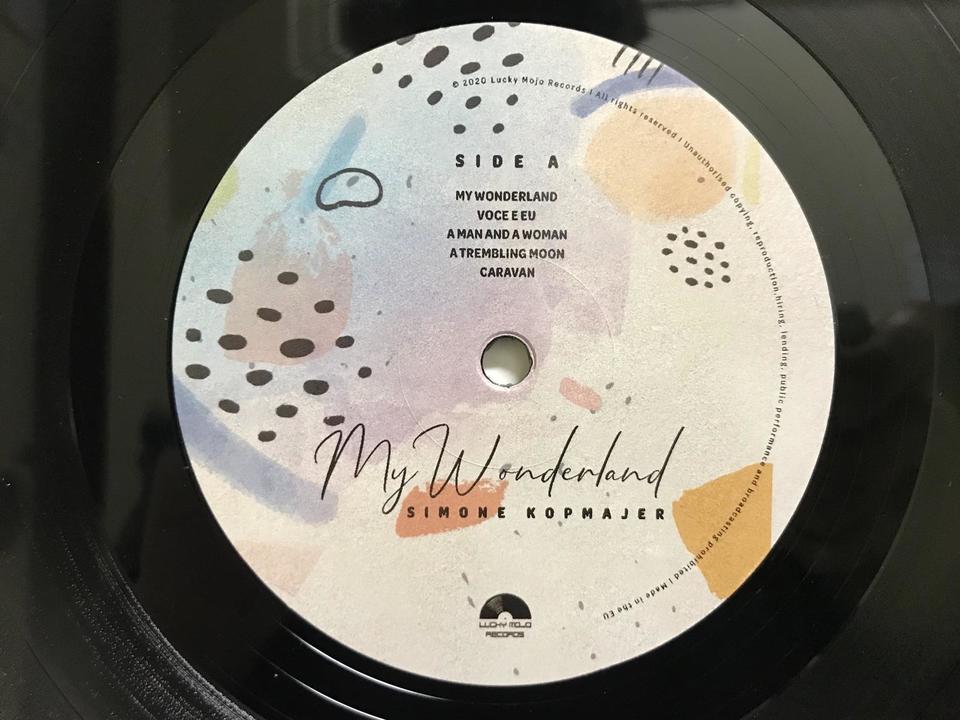 © 2020 Lucky Mojo Records I All rights reserved I Unauthorised copying, reproduction,hiring, lending, public performance and broadcasting prohibited I Made in the EU
SIDE A
MY WONDERLAND
VOCE E EU
A MAN AND A WOMAN
A TREMBLING MOON
CARAVAN
My Wonderland
SIMONE KOPMAJER
LUCKY MOJO
RECORDS